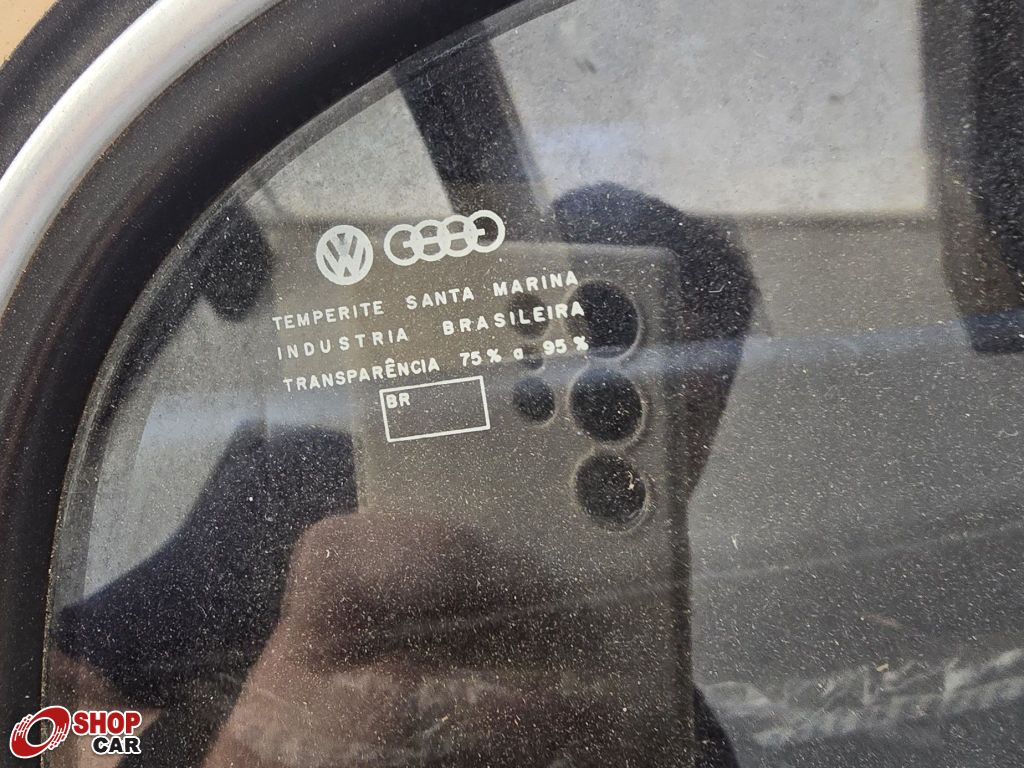 TEMPERITE SANTA MARINA
INDUSTRIA BRASILEIRA
TRANSPARÊNCIA 75% a 95%
BR
SHOP
CAR